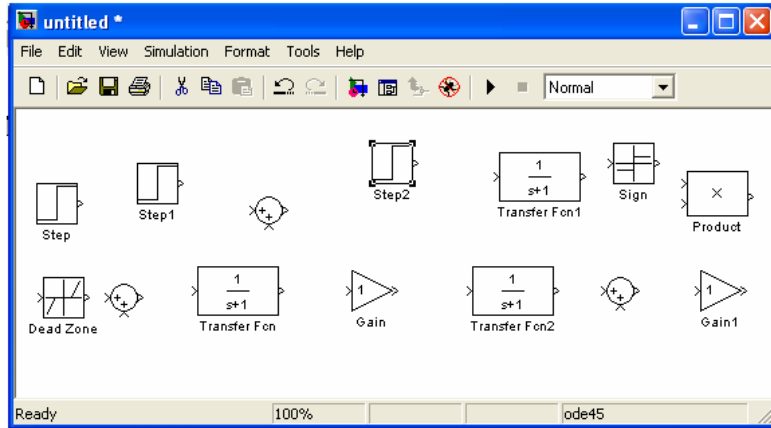 untitled *
File Edit View Simulation Format Tools Help
Normal
Step
Step1
++
Step2
1
s+1
Transfer Fcn1
Sign
×
Product
Dead Zone
++
1
s+1
Transfer Fcn
1
Gain
1
s+1
Transfer Fcn2
++
1
Gain1
Ready 100% ode45